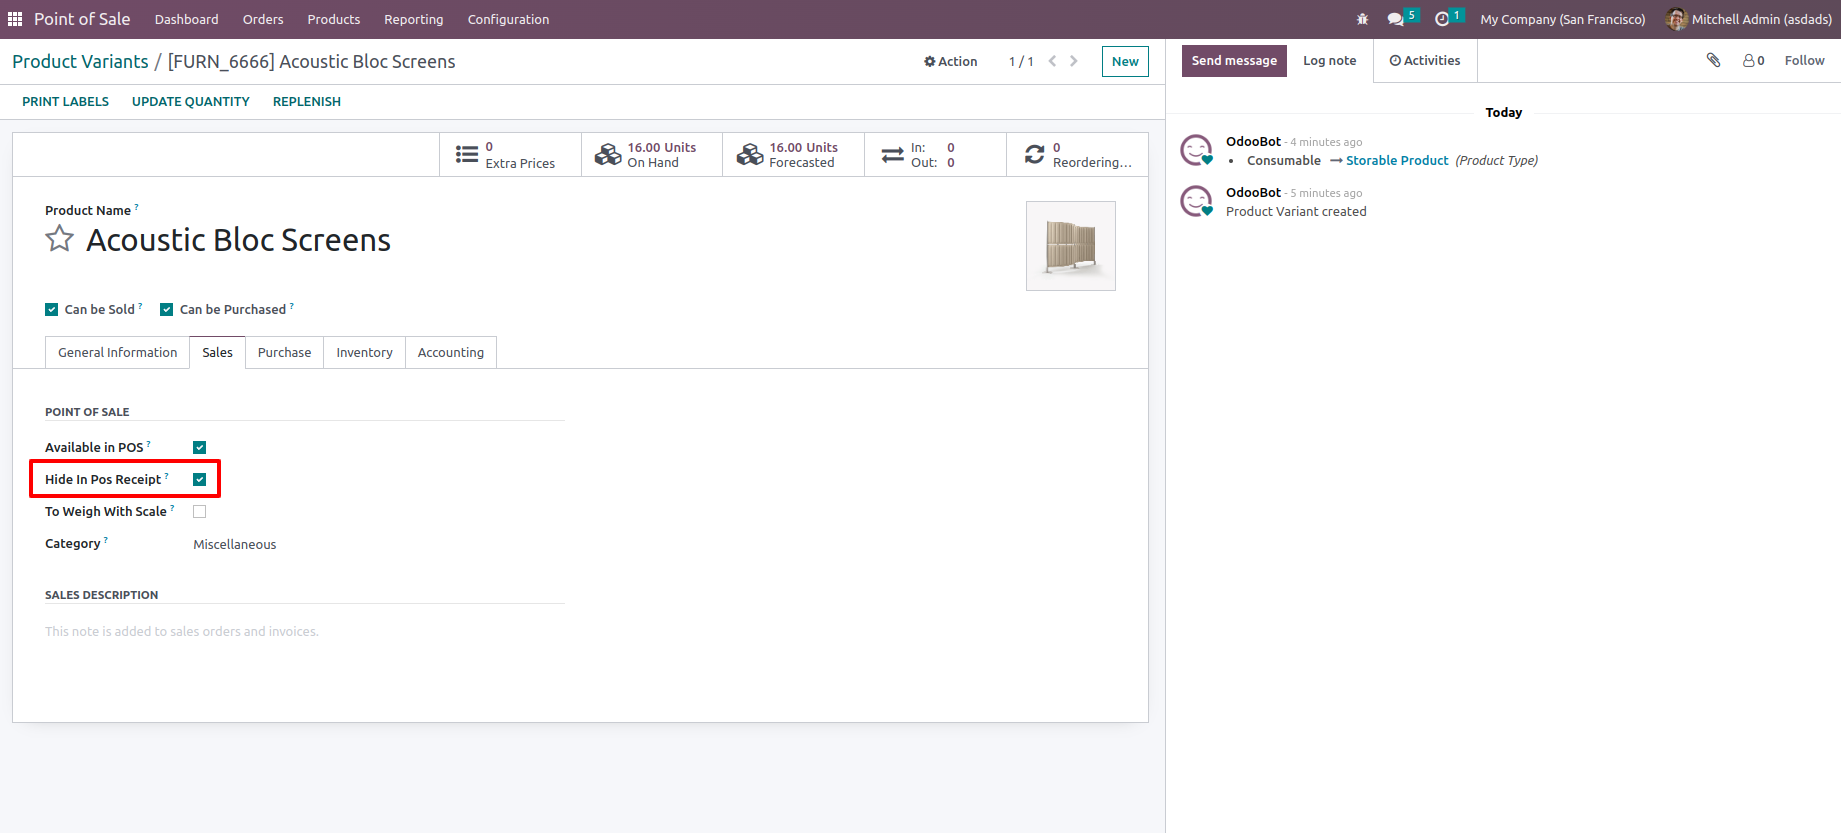 Point of Sale Dashboard Orders Products Reporting Configuration 5 1 My Company (San Francisco) Mitchell Admin (asdads)
Product Variants / [FURN_6666] Acoustic Bloc Screens Action 1 / 1 New
PRINT LABELS UPDATE QUANTITY REPLENISH
0
Extra Prices
16.00 Units
On Hand
16.00 Units
Forecasted
In: 0
Out: 0
0
Reordering...
Product Name ?
Acoustic Bloc Screens
Can be Sold ? Can be Purchased ?
General Information Sales Purchase Inventory Accounting
POINT OF SALE
Available in POS ?
Hide In Pos Receipt ?
To Weigh With Scale ?
Category ? Miscellaneous
SALES DESCRIPTION
This note is added to sales orders and invoices.
Send message Log note Activities 0 Follow
Today
OdooBot - 4 minutes ago
• Consumable → Storable Product (Product Type)
OdooBot - 5 minutes ago
Product Variant created